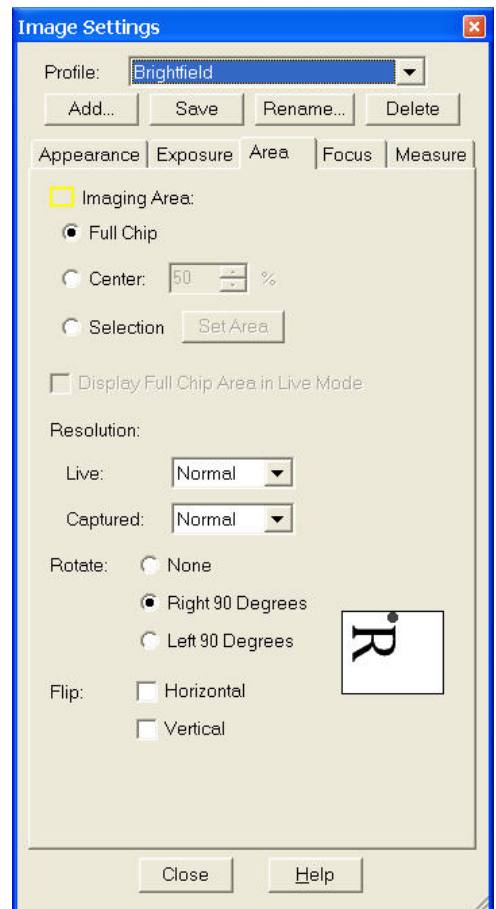 Image Settings
Profile: Brightfield
Add... Save Rename... Delete
Appearance Exposure Area Focus Measure
Imaging Area:
Full Chip
Center: 50 %
Selection Set Area
Display Full Chip Area in Live Mode
Resolution:
Live: Normal
Captured: Normal
Rotate: None
Right 90 Degrees
Left 90 Degrees
R
Flip: Horizontal
Vertical
Close Help